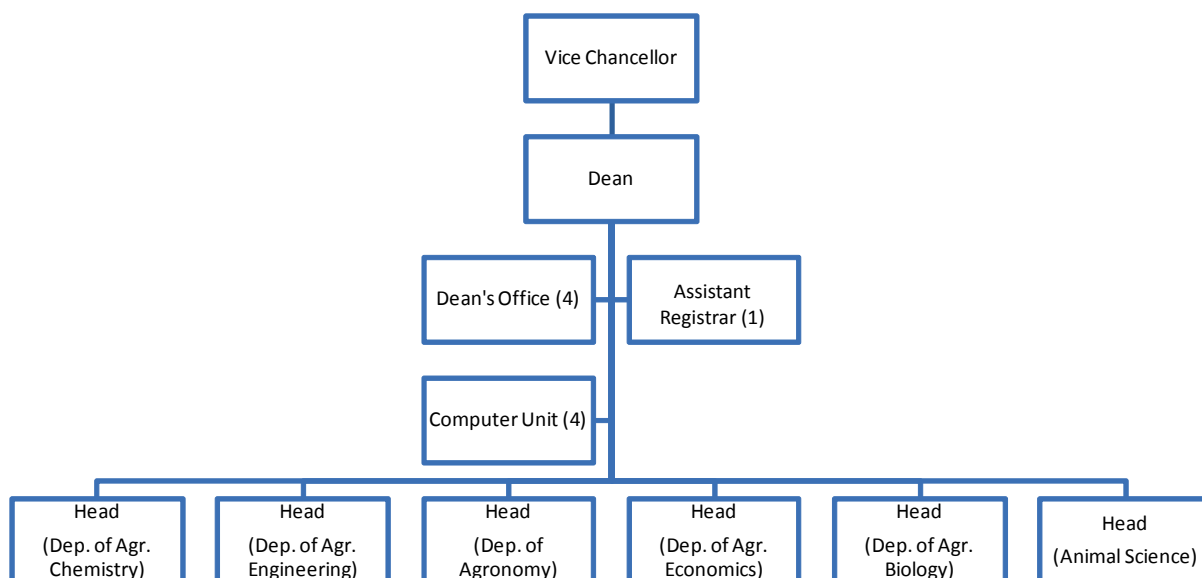 Vice Chancellor
Dean
Dean's Office (4)
Assistant
Registrar (1)
Computer Unit (4)
Head
(Dep. of Agr.
Chemistry)
Head
(Dep. of Agr.
Engineering)
Head
(Dep. of
Agronomy)
Head
(Dep. of Agr.
Economics)
Head
(Dep. of Agr.
Biology)
Head
(Animal Science)